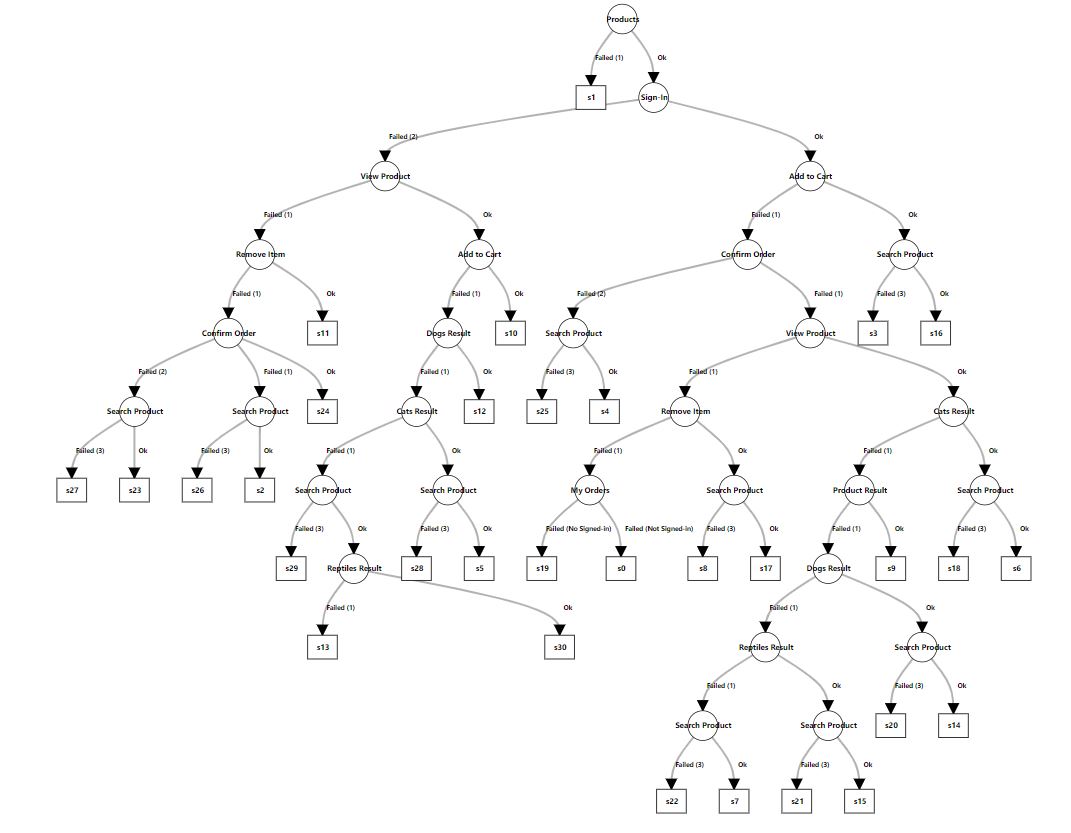 Products
Failed (1)
Ok
s1
Sign-In
Failed (2)
Ok
View Product
Add to Cart
Failed (1)
Ok
Failed (1)
Ok
Remove Item
Add to Cart
Confirm Order
Search Product
Failed (1)
Ok
Failed (1)
Ok
Failed (2)
Failed (1)
Failed (3)
Ok
Confirm Order
s11
Dogs Result
s10
Search Product
View Product
s3
s16
Failed (2)
Failed (1)
Ok
Failed (1)
Ok
Failed (3)
Ok
Failed (1)
Ok
Search Product
Search Product
s24
Cats Result
s12
s25
s4
Remove Item
Cats Result
Failed (3)
Ok
Failed (3)
Ok
Failed (1)
Ok
Failed (1)
Ok
Failed (1)
Ok
s27
s23
s26
s2
Search Product
Search Product
My Orders
Search Product
Product Result
Search Product
Failed (3)
Ok
Failed (3)
Ok
Failed (No Signed-in)
Failed (Not Signed-in)
Failed (3)
Ok
Failed (1)
Ok
Failed (3)
Ok
s29
Reptiles Result
s28
s5
s19
s0
s8
s17
Dogs Result
s9
s18
s6
Failed (1)
Ok
Failed (1)
Ok
s13
s30
Reptiles Result
Search Product
Failed (1)
Ok
Failed (3)
Ok
Search Product
Search Product
s20
s14
Failed (3)
Ok
Failed (3)
Ok
s22
s7
s21
s15